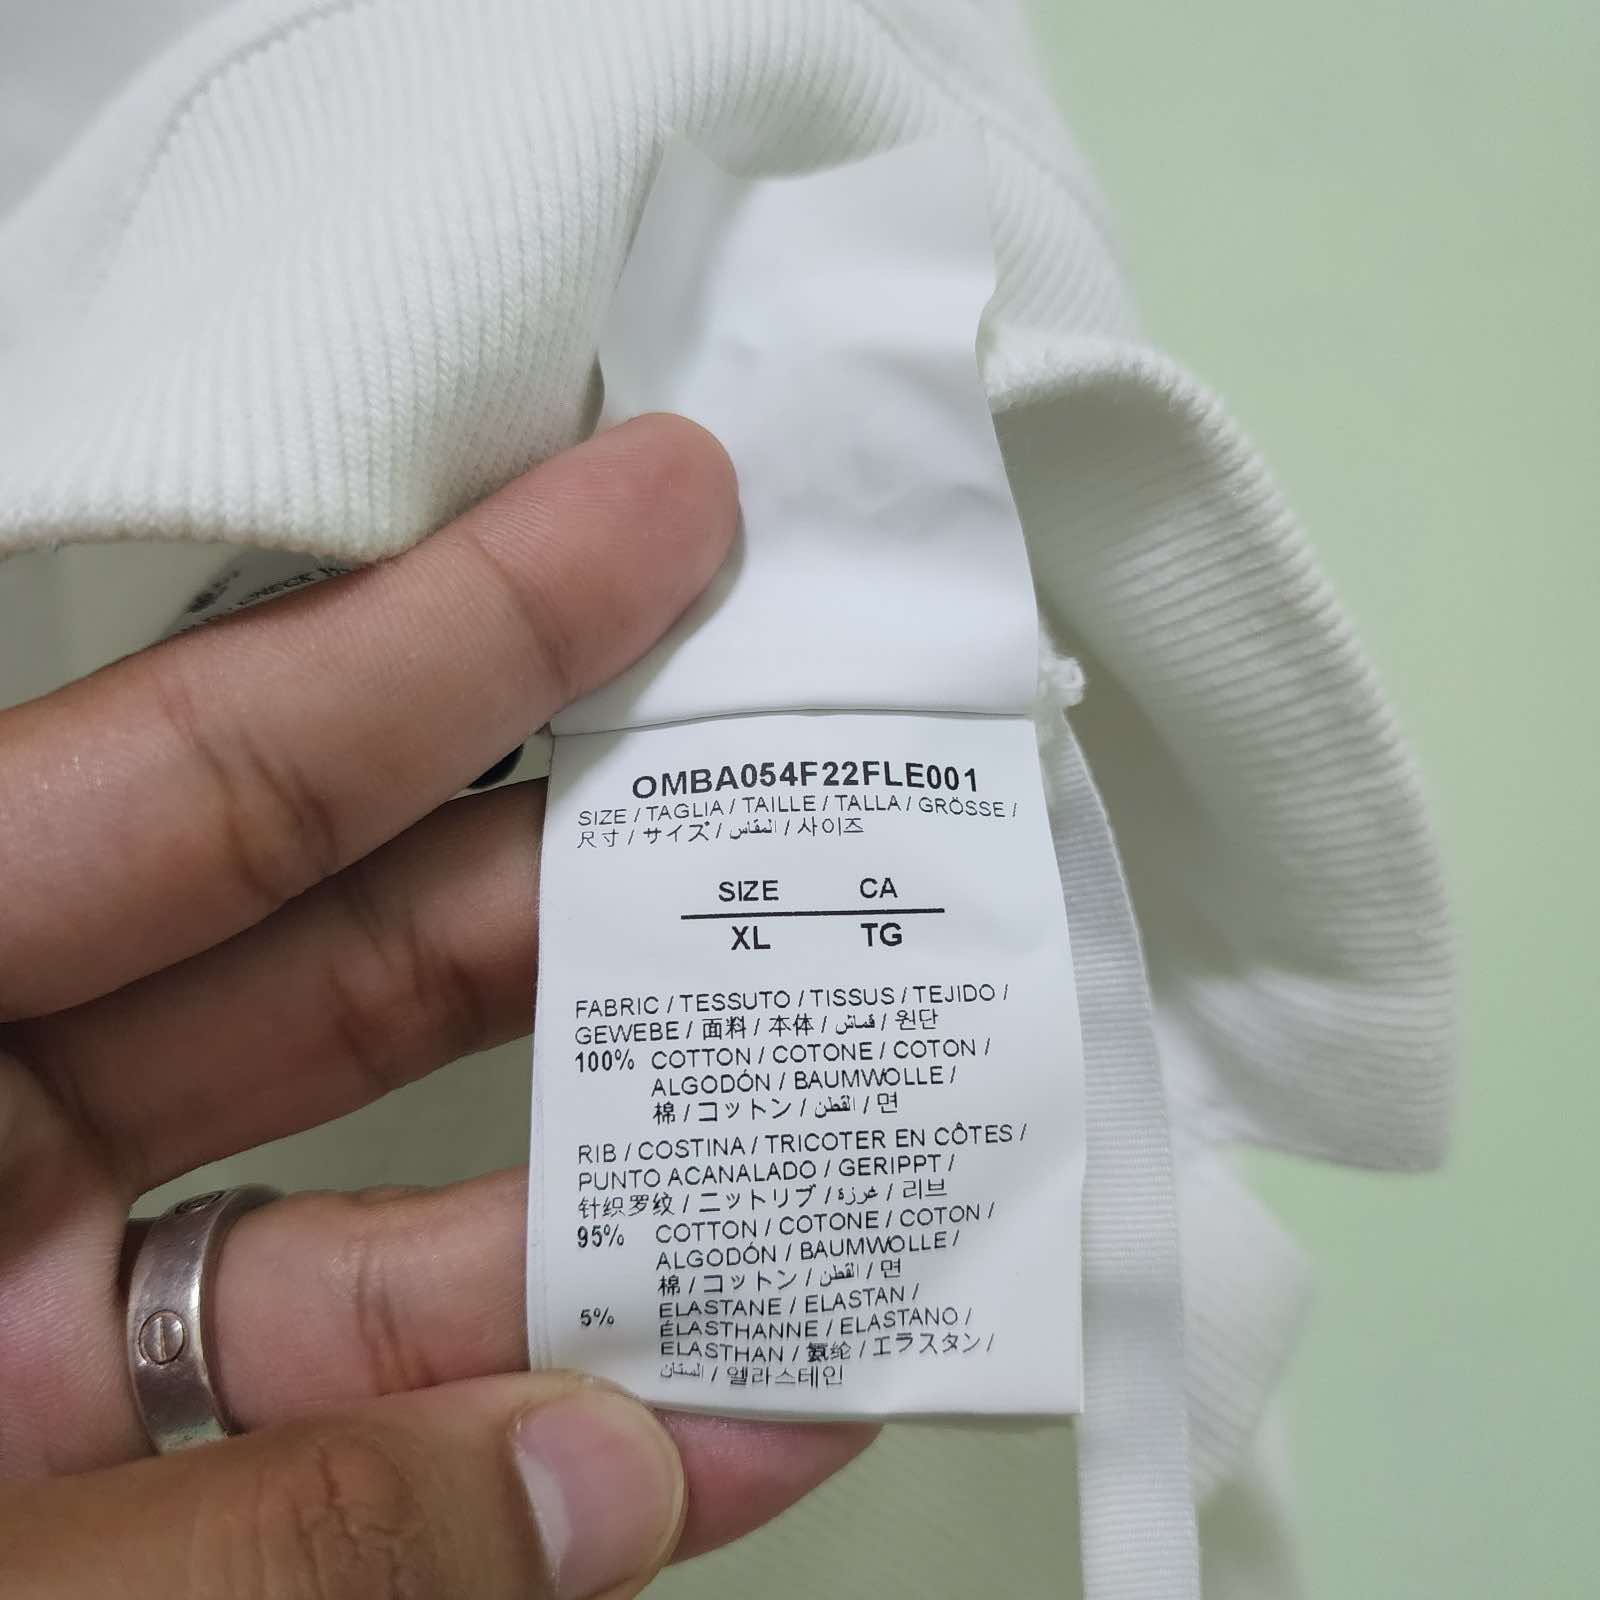 CREW NECK
OMBA054F22FLE001
SIZE / TAGLIA / TAILLE / TALLA / GRÖSSE /
尺寸 / サイズ / المقاس / 사이즈
SIZE CA
XL TG
FABRIC / TESSUTO / TISSUS / TEJIDO /
GEWEBE / 面料 / 本体 / قماش / 원단
100% COTTON / COTONE / COTON /
ALGODÓN / BAUMWOLLE /
棉 / コットン / القطن / 면
RIB / COSTINA / TRICOTER EN CÔTES /
PUNTO ACANALADO / GERIPPT /
针织罗纹 / ニットリブ / غرزة / 리브
95% COTTON / COTONE / COTON /
ALGODÓN / BAUMWOLLE /
棉 / コットン / القطن / 면
5% ELASTANE / ELASTAN /
ÉLASTHANNE / ELASTANO /
ELASTHAN / 氨纶 / エラスタン /
السفان / 엘라스테인